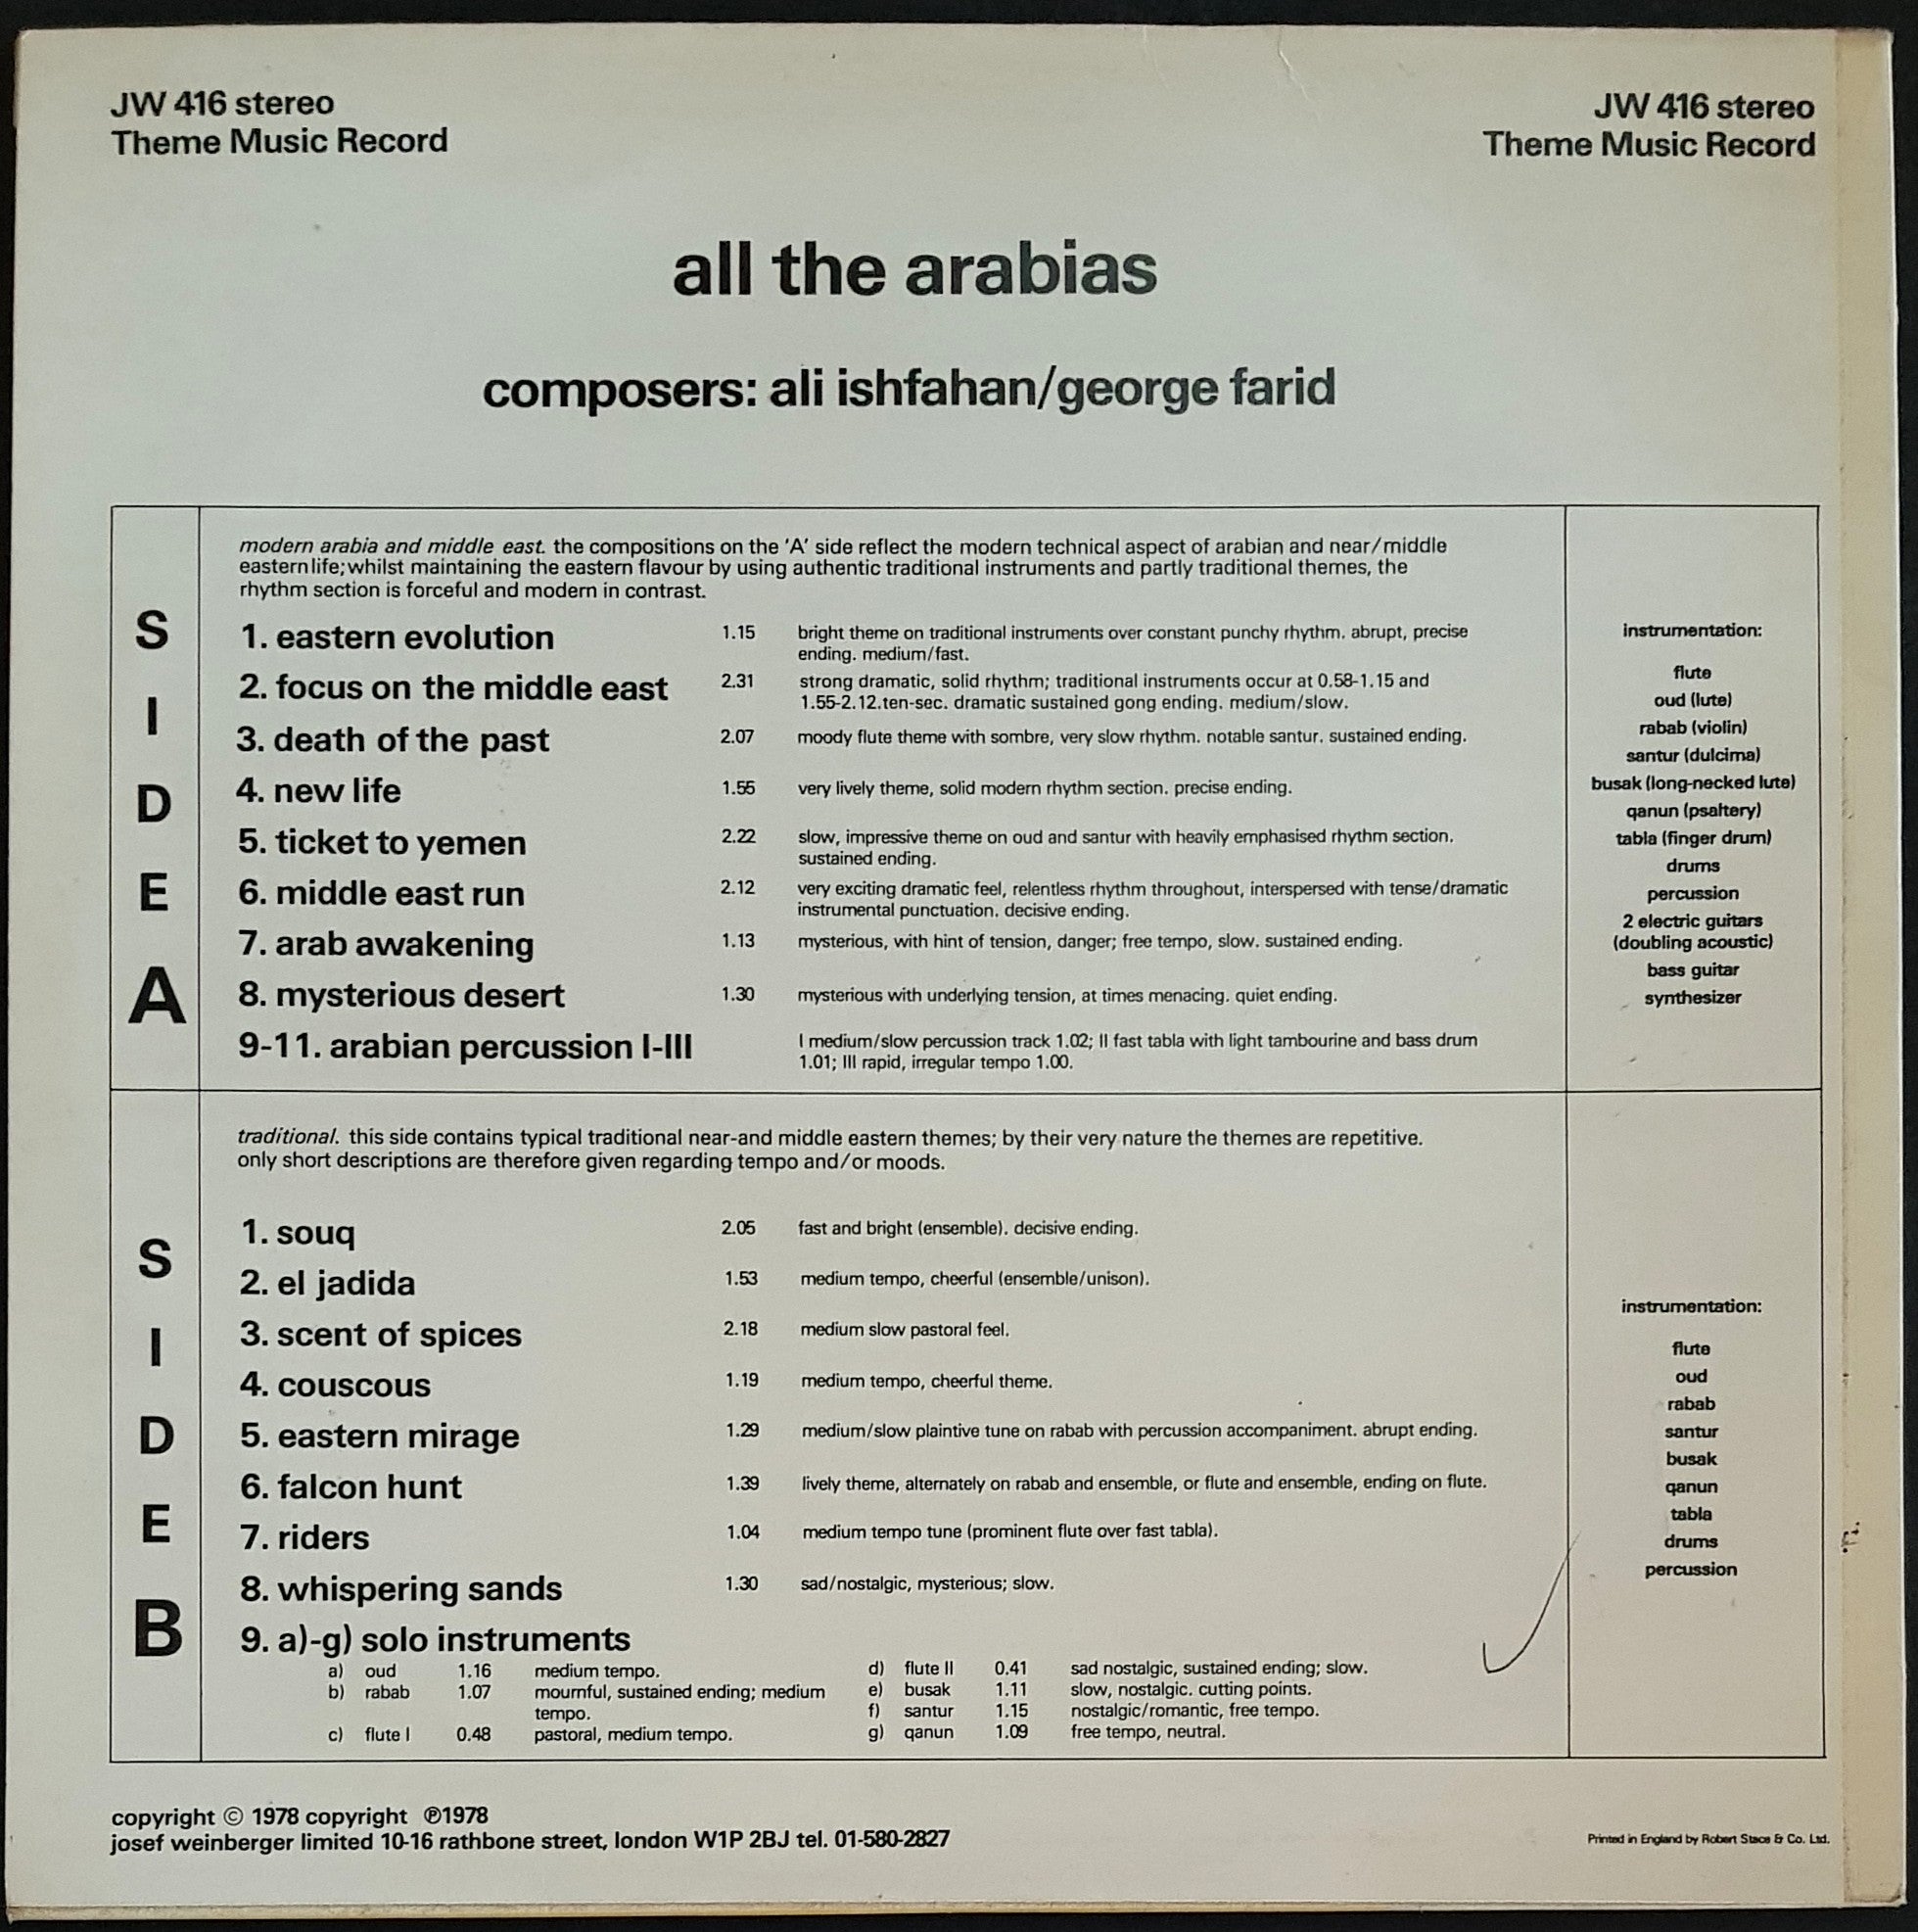 JW 416 stereo
Theme Music Record
JW 416 stereo
Theme Music Record
all the arabias
composers: ali ishfahan/george farid
SIDE A
modern arabia and middle east. the compositions on the 'A' side reflect the modern technical aspect of arabian and near/middle
eastern life; whilst maintaining the eastern flavour by using authentic traditional instruments and partly traditional themes, the
rhythm section is forceful and modern in contrast.
1. eastern evolution 1.15 bright theme on traditional instruments over constant punchy rhythm. abrupt, precise
ending. medium/fast.
2. focus on the middle east 2.31 strong dramatic, solid rhythm; traditional instruments occur at 0.58-1.15 and
1.55-2.12.ten-sec. dramatic sustained gong ending. medium/slow.
3. death of the past 2.07 moody flute theme with sombre, very slow rhythm. notable santur. sustained ending.
4. new life 1.55 very lively theme, solid modern rhythm section. precise ending.
5. ticket to yemen 2.22 slow, impressive theme on oud and santur with heavily emphasised rhythm section.
sustained ending.
6. middle east run 2.12 very exciting dramatic feel, relentless rhythm throughout, interspersed with tense/dramatic
instrumental punctuation. decisive ending.
7. arab awakening 1.13 mysterious, with hint of tension, danger; free tempo, slow. sustained ending.
8. mysterious desert 1.30 mysterious with underlying tension, at times menacing. quiet ending.
9-11. arabian percussion I-III I medium/slow percussion track 1.02; II fast tabla with light tambourine and bass drum
1.01; III rapid, irregular tempo 1.00.
instrumentation:
flute
oud (lute)
rabab (violin)
santur (dulcima)
busak (long-necked lute)
qanun (psaltery)
tabla (finger drum)
drums
percussion
2 electric guitars
(doubling acoustic)
bass guitar
synthesizer
SIDE B
traditional. this side contains typical traditional near-and middle eastern themes; by their very nature the themes are repetitive.
only short descriptions are therefore given regarding tempo and/or moods.
1. souq 2.05 fast and bright (ensemble). decisive ending.
2. el jadida 1.53 medium tempo, cheerful (ensemble/unison).
3. scent of spices 2.18 medium slow pastoral feel.
4. couscous 1.19 medium tempo, cheerful theme.
5. eastern mirage 1.29 medium/slow plaintive tune on rabab with percussion accompaniment. abrupt ending.
6. falcon hunt 1.39 lively theme, alternately on rabab and ensemble, or flute and ensemble, ending on flute.
7. riders 1.04 medium tempo tune (prominent flute over fast tabla).
8. whispering sands 1.30 sad/nostalgic, mysterious; slow.
9. a)-g) solo instruments
a) oud 1.16 medium tempo.
b) rabab 1.07 mournful, sustained ending; medium
tempo.
c) flute I 0.48 pastoral, medium tempo.
d) flute II 0.41 sad nostalgic, sustained ending; slow.
e) busak 1.11 slow, nostalgic. cutting points.
f) santur 1.15 nostalgic/romantic, free tempo.
g) qanun 1.09 free tempo, neutral.
instrumentation:
flute
oud
rabab
santur
busak
qanun
tabla
drums
percussion
copyright © 1978 copyright ℗1978
josef weinberger limited 10-16 rathbone street, london W1P 2BJ tel. 01-580-2827
Printed in England by Robert Stace & Co. Ltd.